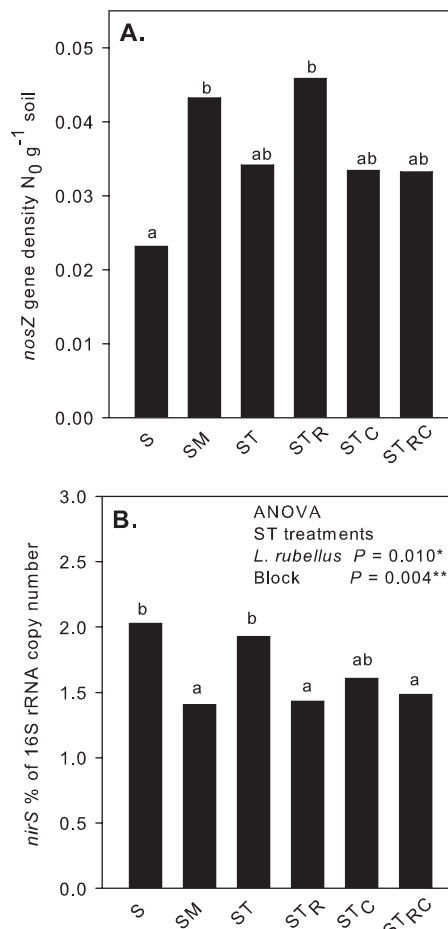 A.
nosZ gene density N₀ g⁻¹ soil
0.05
0.04
0.03
0.02
0.01
0.00
a
b
ab
b
ab
ab
S
SM
ST
STR
STC
STRC
B.
ANOVA
ST treatments
L. rubellus P = 0.010*
Block P = 0.004**
nirS % of 16S rRNA copy number
3.0
2.5
2.0
1.5
1.0
0.5
0.0
b
a
b
a
ab
a
S
SM
ST
STR
STC
STRC